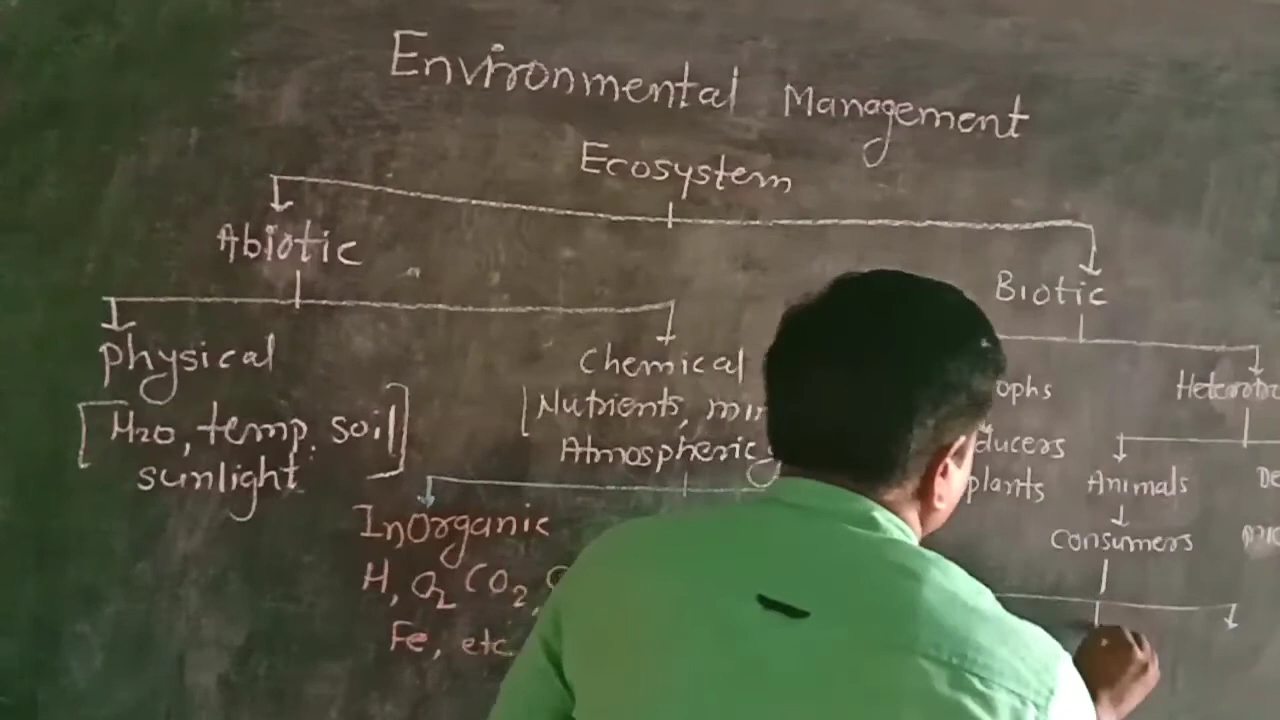 Environmental Management
Ecosystem
Abiotic
Biotic
Physical
Chemical
[H2O, temp. soil]
sunlight
[Nutrients,
Atmospheric
ophs
ducers
plants
Animals
consumers
InOrganic
H, O2 CO2,
Fe, etc